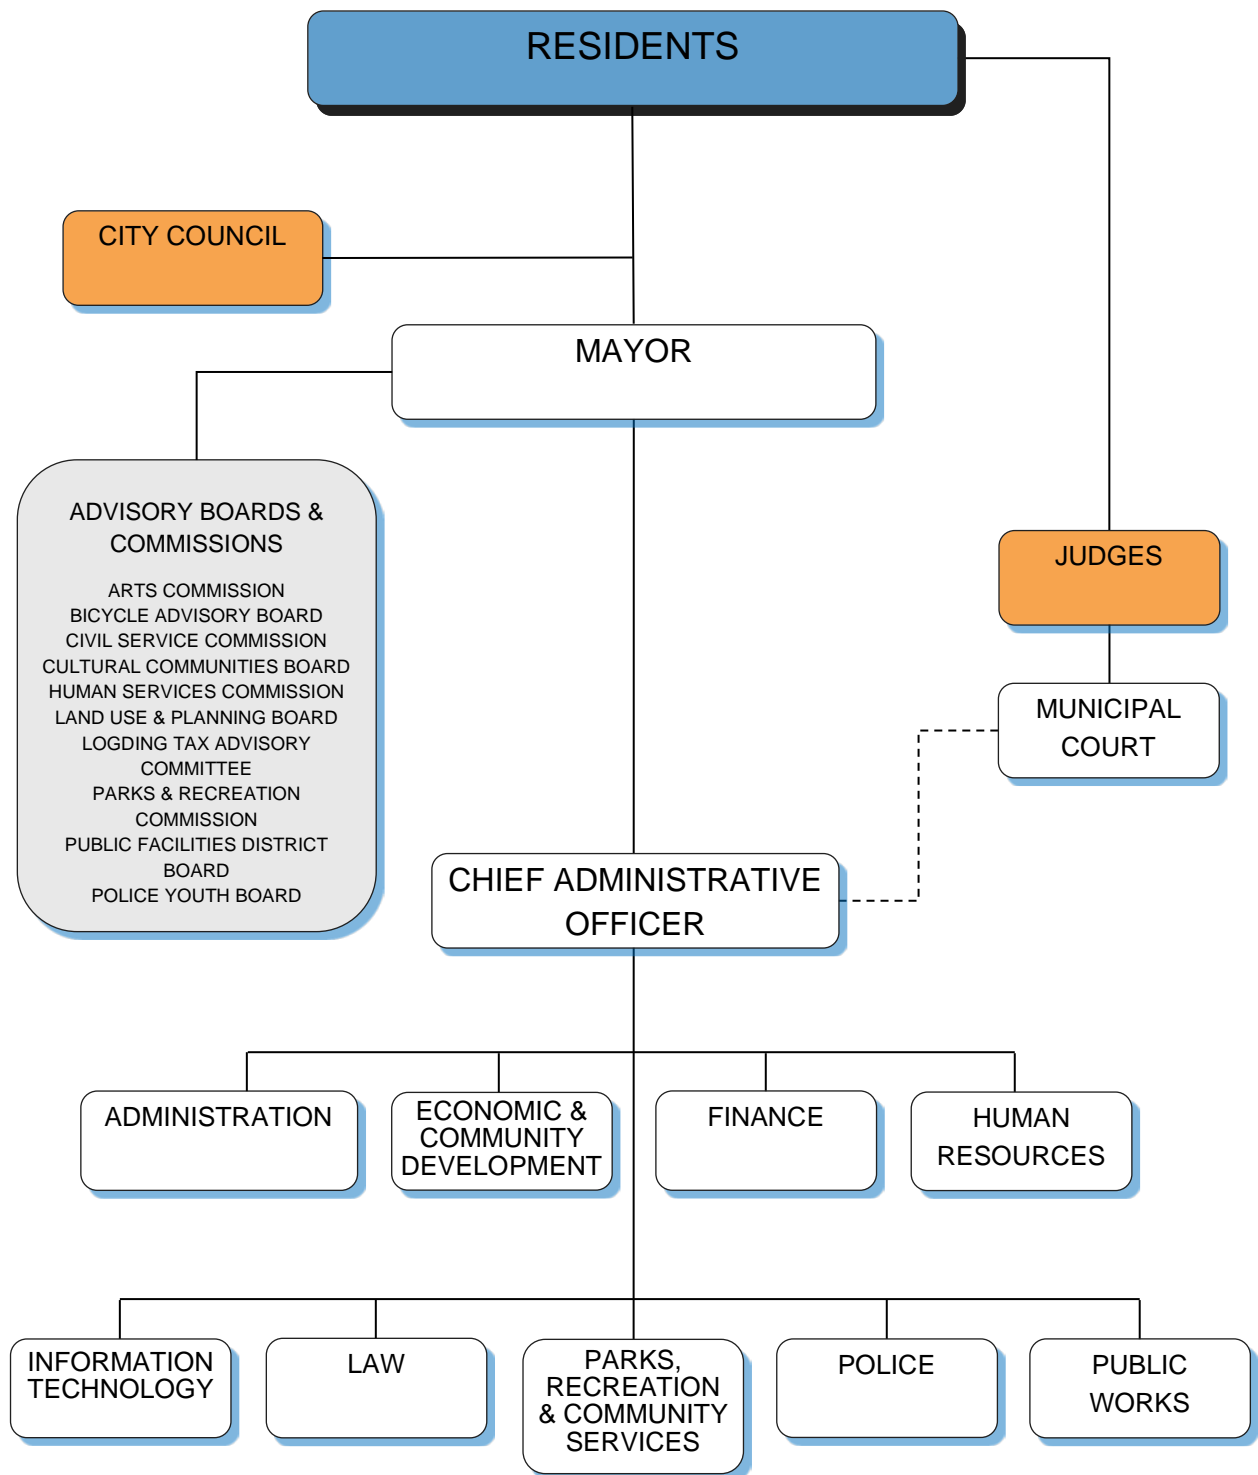 RESIDENTS
CITY COUNCIL
MAYOR
ADVISORY BOARDS &
COMMISSIONS
ARTS COMMISSION
BICYCLE ADVISORY BOARD
CIVIL SERVICE COMMISSION
CULTURAL COMMUNITIES BOARD
HUMAN SERVICES COMMISSION
LAND USE & PLANNING BOARD
LOGDING TAX ADVISORY
COMMITTEE
PARKS & RECREATION
COMMISSION
PUBLIC FACILITIES DISTRICT
BOARD
POLICE YOUTH BOARD
JUDGES
MUNICIPAL
COURT
CHIEF ADMINISTRATIVE
OFFICER
ADMINISTRATION
ECONOMIC &
COMMUNITY
DEVELOPMENT
FINANCE
HUMAN
RESOURCES
INFORMATION
TECHNOLOGY
LAW
PARKS,
RECREATION
& COMMUNITY
SERVICES
POLICE
PUBLIC
WORKS